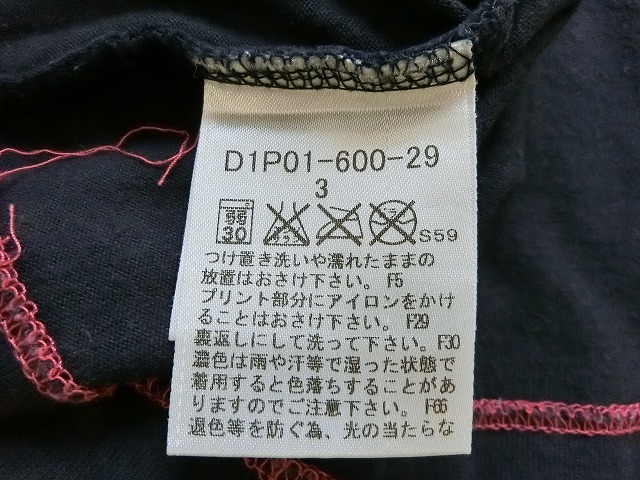 D1P01-600-29
3
弱 30 S59
つけ置き洗いや濡れたままの
放置はおさけ下さい。F5
プリント部分にアイロンをかけ
ることはおさけ下さい。F29
裏返しにして洗って下さい。F30
濃色は雨や汗等で湿った状態で
着用すると色落ちすることがあ
りますのでご注意下さい。F66
退色等を防ぐ為、光の当たらな